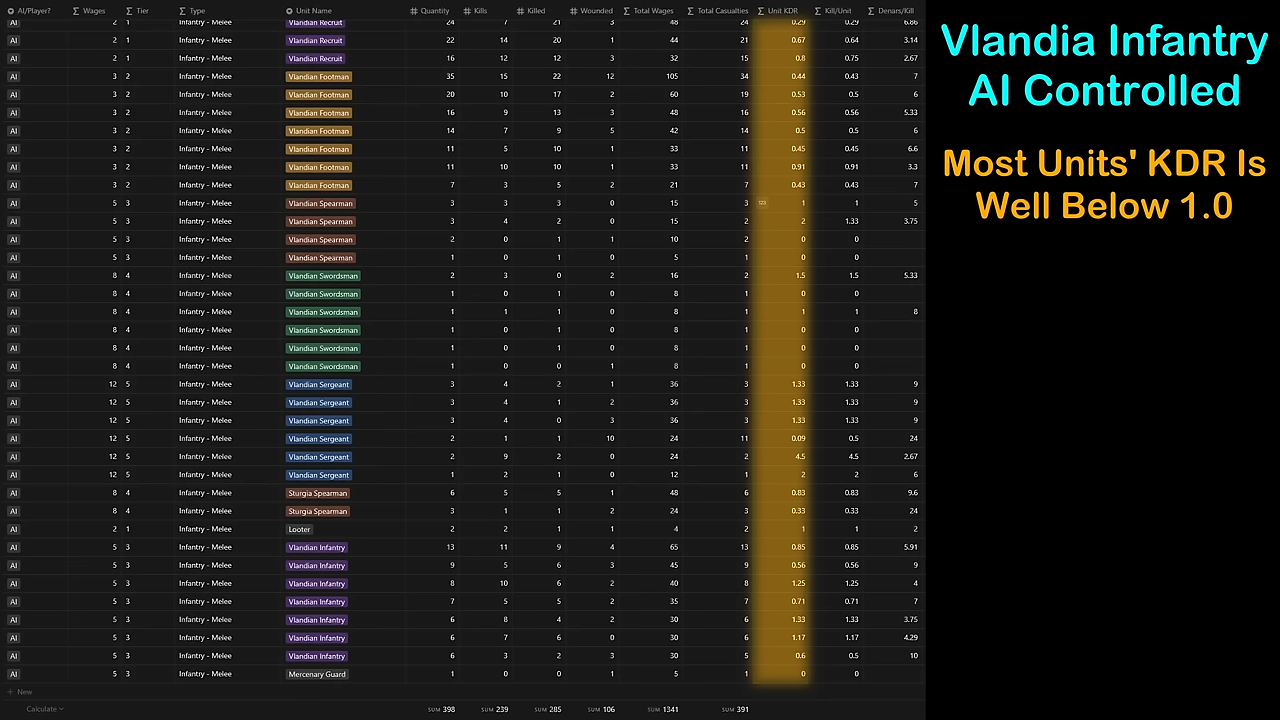 AI/Player? Wages Tier Type Unit Name Quantity Kills Killed Wounded Total Wages Total Casualties Unit KDR Kill/Unit Denars/Kill
AI 2 1 Infantry - Melee Vlandian Recruit 24 7 21 3 48 24 0.29 0.29 6.86
AI 2 1 Infantry - Melee Vlandian Recruit 22 14 20 1 44 21 0.67 0.64 3.14
AI 2 1 Infantry - Melee Vlandian Recruit 16 12 12 3 32 15 0.8 0.75 2.67
AI 3 2 Infantry - Melee Vlandian Footman 35 15 22 12 105 34 0.44 0.43 7
AI 3 2 Infantry - Melee Vlandian Footman 20 10 17 2 60 19 0.53 0.5 6
AI 3 2 Infantry - Melee Vlandian Footman 16 9 13 3 48 16 0.56 0.56 5.33
AI 3 2 Infantry - Melee Vlandian Footman 14 7 9 5 42 14 0.5 0.5 6
AI 3 2 Infantry - Melee Vlandian Footman 11 5 10 1 33 11 0.45 0.45 6.6
AI 3 2 Infantry - Melee Vlandian Footman 11 10 10 1 33 11 0.91 0.91 3.3
AI 3 2 Infantry - Melee Vlandian Footman 7 3 5 2 21 7 0.43 0.43 7
AI 5 3 Infantry - Melee Vlandian Spearman 3 3 3 0 15 3 123 1 1 5
AI 5 3 Infantry - Melee Vlandian Spearman 3 4 2 0 15 2 2 1.33 3.75
AI 5 3 Infantry - Melee Vlandian Spearman 2 0 1 1 10 2 0 0
AI 5 3 Infantry - Melee Vlandian Spearman 1 0 1 0 5 1 0 0
AI 8 4 Infantry - Melee Vlandian Swordsman 2 3 0 2 16 2 1.5 1.5 5.33
AI 8 4 Infantry - Melee Vlandian Swordsman 1 0 1 0 8 1 0 0
AI 8 4 Infantry - Melee Vlandian Swordsman 1 1 1 0 8 1 1 1 8
AI 8 4 Infantry - Melee Vlandian Swordsman 1 0 1 0 8 1 0 0
AI 8 4 Infantry - Melee Vlandian Swordsman 1 0 1 0 8 1 0 0
AI 8 4 Infantry - Melee Vlandian Swordsman 1 0 0 1 8 1 0 0
AI 12 5 Infantry - Melee Vlandian Sergeant 3 4 2 1 36 3 1.33 1.33 9
AI 12 5 Infantry - Melee Vlandian Sergeant 3 4 1 2 36 3 1.33 1.33 9
AI 12 5 Infantry - Melee Vlandian Sergeant 3 4 0 3 36 3 1.33 1.33 9
AI 12 5 Infantry - Melee Vlandian Sergeant 2 1 1 10 24 11 0.09 0.5 24
AI 12 5 Infantry - Melee Vlandian Sergeant 2 9 2 0 24 2 4.5 4.5 2.67
AI 12 5 Infantry - Melee Vlandian Sergeant 1 2 1 0 12 1 2 2 6
AI 8 4 Infantry - Melee Sturgia Spearman 6 5 5 1 48 6 0.83 0.83 9.6
AI 8 4 Infantry - Melee Sturgia Spearman 3 1 1 2 24 3 0.33 0.33 24
AI 2 1 Infantry - Melee Looter 2 2 1 1 4 2 1 1 2
AI 5 3 Infantry - Melee Vlandian Infantry 13 11 9 4 65 13 0.85 0.85 5.91
AI 5 3 Infantry - Melee Vlandian Infantry 9 5 6 3 45 9 0.56 0.56 9
AI 5 3 Infantry - Melee Vlandian Infantry 8 10 6 2 40 8 1.25 1.25 4
AI 5 3 Infantry - Melee Vlandian Infantry 7 5 5 2 35 7 0.71 0.71 7
AI 5 3 Infantry - Melee Vlandian Infantry 6 8 4 2 30 6 1.33 1.33 3.75
AI 5 3 Infantry - Melee Vlandian Infantry 6 7 6 0 30 6 1.17 1.17 4.29
AI 5 3 Infantry - Melee Vlandian Infantry 6 3 2 3 30 5 0.6 0.5 10
AI 5 3 Infantry - Melee Mercenary Guard 1 0 0 1 5 1 0 0
+ New
Calculate SUM 398 SUM 239 SUM 285 SUM 106 SUM 1341 SUM 391
Vlandia Infantry
AI Controlled
Most Units' KDR Is
Well Below 1.0